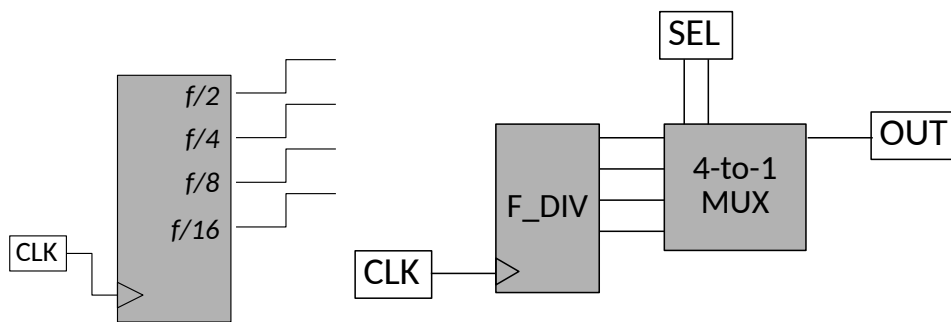 f/2
f/4
f/8
f/16
CLK
SEL
OUT
4-to-1
MUX
F_DIV
CLK